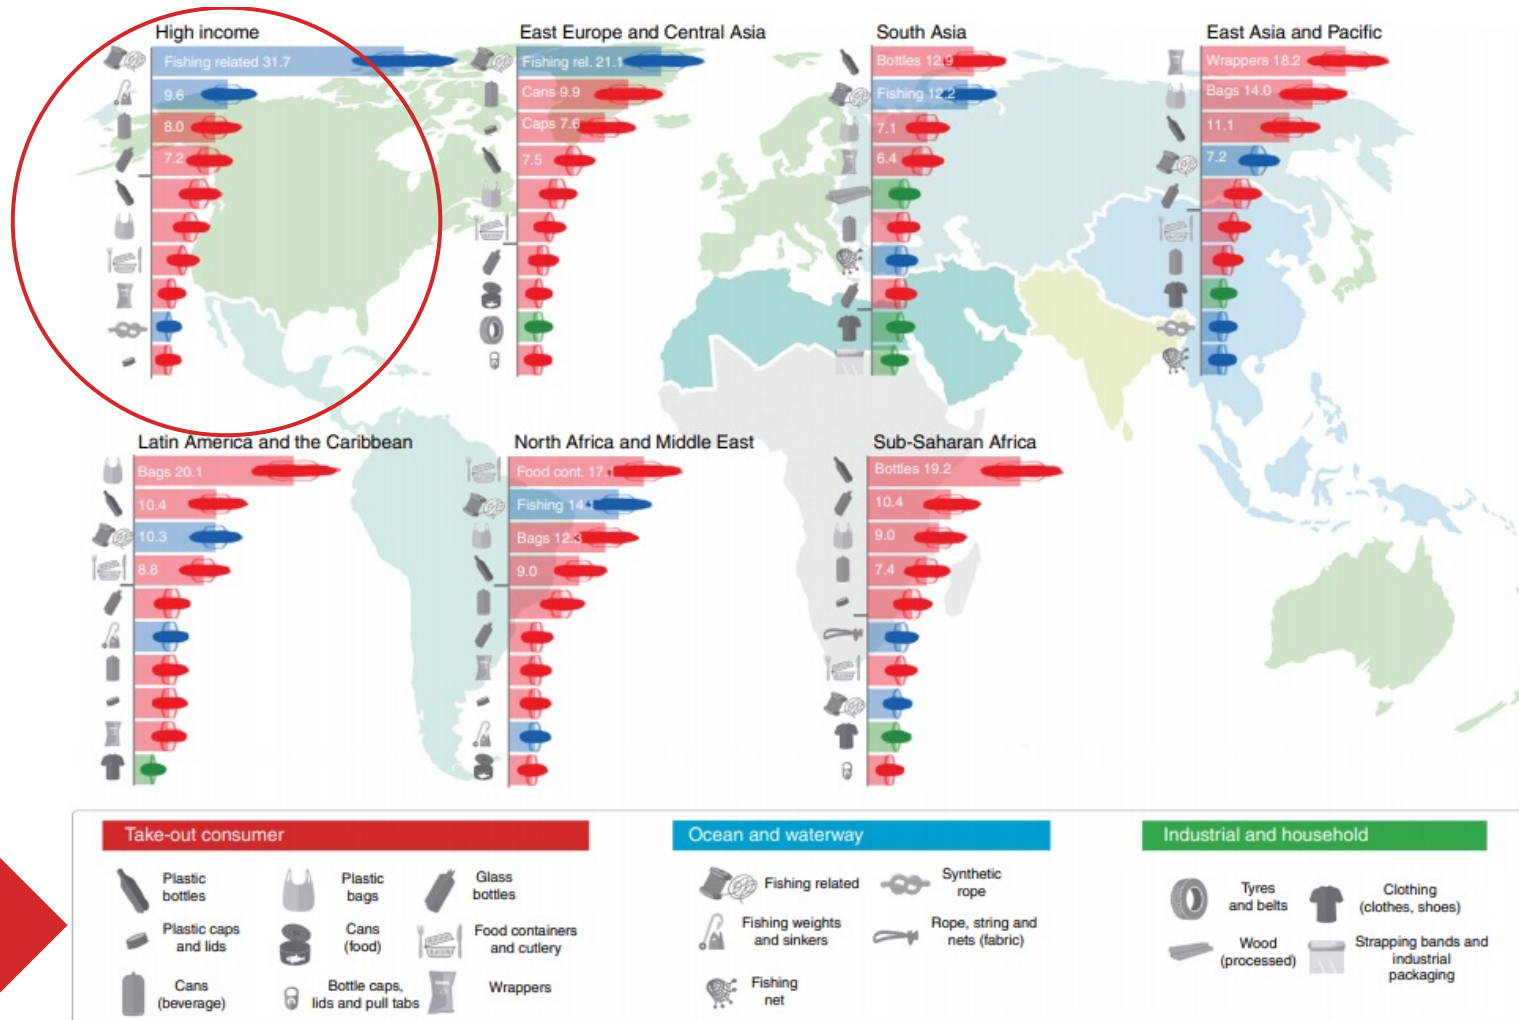 High income
Fishing related 31.7
9.6
8.0
7.2
East Europe and Central Asia
Fishing rel. 21.1
Cans 9.9
Caps 7.6
7.5
South Asia
Bottles 12.9
Fishing 12.2
7.1
6.4
East Asia and Pacific
Wrappers 18.2
Bags 14.0
11.1
7.2
Latin America and the Caribbean
Bags 20.1
10.4
10.3
8.8
North Africa and Middle East
Food cont. 17.
Fishing 14.
Bags 12.3
9.0
Sub-Saharan Africa
Bottles 19.2
10.4
9.0
7.4
Take-out consumer
Plastic
bottles
Plastic
bags
Glass
bottles
Plastic caps
and lids
Cans
(food)
Food containers
and cutlery
Cans
(beverage)
Bottle caps,
lids and pull tabs
Wrappers
Ocean and waterway
Fishing related
Synthetic
rope
Fishing weights
and sinkers
Rope, string and
nets (fabric)
Fishing
net
Industrial and household
Tyres
and belts
Clothing
(clothes, shoes)
Wood
(processed)
Strapping bands and
industrial
packaging